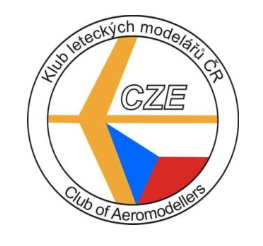 Klub leteckých modelářů ČR
CZE
Club of Aeromodellers